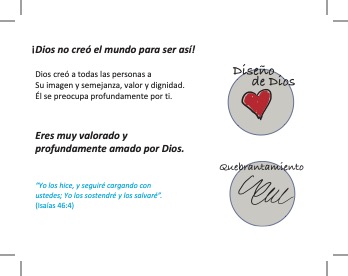 ¡Dios no creó el mundo para ser así!
Dios creó a todas las personas a
Su imagen y semejanza, valor y dignidad.
Él se preocupa profundamente por ti.
Eres muy valorado y
profundamente amado por Dios.
“Yo los hice, y seguiré cargando con
ustedes; Yo los sostendré y los salvaré”.
(Isaías 46:4)
Diseño
de Dios
Quebrantamiento